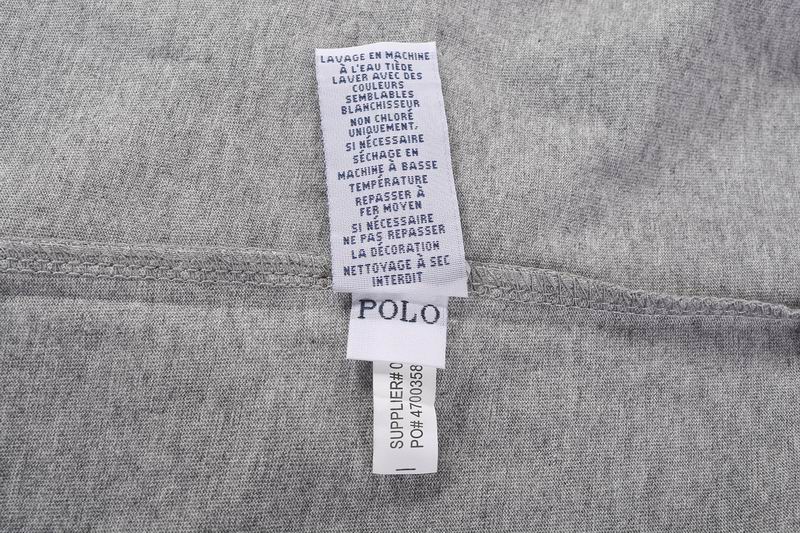 LAVAGE EN MACHINE
À L'EAU TIÈDE
LAVER AVEC DES
COULEURS
SEMBLABLES
BLANCHISSEUR
NON CHLORÉ
UNIQUEMENT,
SI NÉCESSAIRE
SÉCHAGE EN
MACHINE À BASSE
TEMPÉRATURE
REPASSER À
FER MOYEN
SI NÉCESSAIRE
NE PAS REPASSER
LA DÉCORATION
NETTOYAGE À SEC
INTERDIT
POLO
SUPPLIER# 0
PO# 4700358